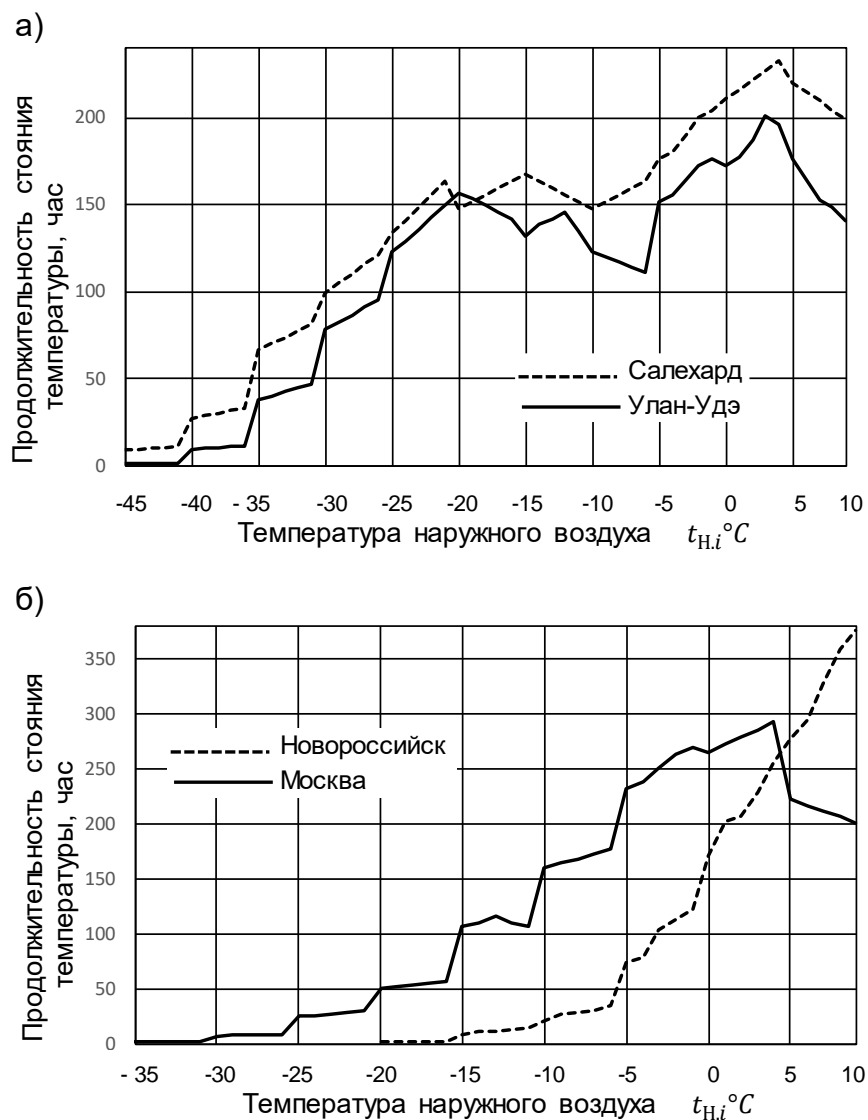 а)
Продолжительность стояния
температуры, час
200
150
100
50
0
Салехард
Улан-Удэ
-45 -40 - 35 -30 -25 -20 -15 -10 -5 0 5 10
Температура наружного воздуха tН.i°C
б)
Продолжительность стояния
температуры, час
350
300
250
200
150
100
50
0
Новороссийск
Москва
- 35 -30 -25 -20 -15 -10 -5 0 5 10
Температура наружного воздуха tН.i°C